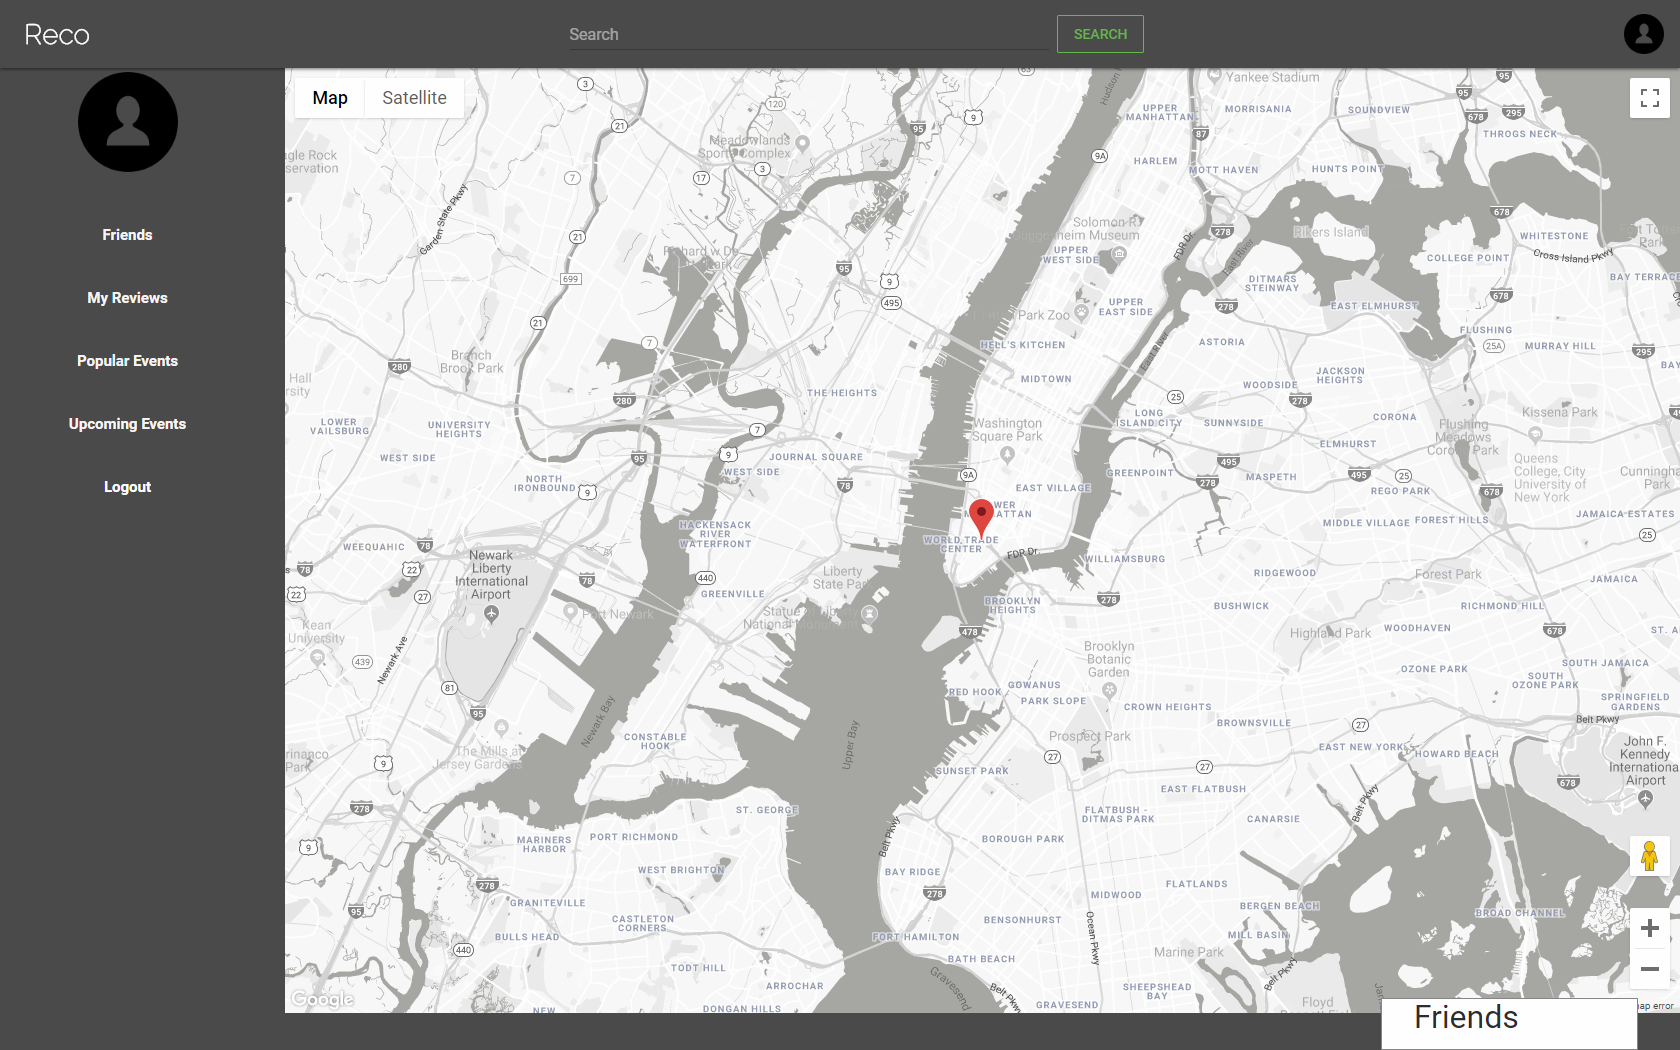 Reco
Search
SEARCH
Friends
My Reviews
Popular Events
Upcoming Events
Logout
Map
Satellite
Yankee Stadium
UPPER
MANHATTAN
MORRISANIA
SOUNDVIEW
THROGS NECK
Meadowlands
Sports Complex
HARLEM
MOTT HAVEN
HUNTS POINT
Garden State Pkwy
Solomon R.
Guggenheim Museum
UPPER
WEST SIDE
FDR Dr.
East River
Rikers Island
WHITESTONE
COLLEGE POINT
Cross Island Pkwy
BAY TERRACE
DITMARS
STEINWAY
EAST ELMHURST
UPPER
EAST SIDE
Park Zoo
FLUSHING
MURRAY HILL
HELL'S KITCHEN
ASTORIA
East River
Branch
Brook Park
MIDTOWN
JACKSON
HEIGHTS
WOODSIDE
THE HEIGHTS
LONG
ISLAND CITY
SUNNYSIDE
CORONA
Kissena Park
Washington
Square Park
LOWER
VAILSBURG
UNIVERSITY
HEIGHTS
Flushing
Meadows
Corona Park
ELMHURST
WEST SIDE
JOURNAL SQUARE
WEST SIDE
GREENPOINT
MASPETH
REGO PARK
Queens
College, City
University of
New York
NORTH
IRONBOUND
EAST VILLAGE
MIDDLE VILLAGE
FOREST HILLS
JAMAICA ESTATES
HACKENSACK
RIVER
WATERFRONT
WORLD TRADE
CENTER
FDR Dr.
WEEQUAHIC
Newark
Liberty
International
Airport
WILLIAMSBURG
RIDGEWOOD
Forest Park
JAMAICA
Liberty
State Park
GREENVILLE
BROOKLYN
HEIGHTS
BUSHWICK
RICHMOND HILL
Port Newark
Kean
University
Highland Park
WOODHAVEN
Newark Ave
Brooklyn
Botanic
Garden
OZONE PARK
SOUTH JAMAICA
SOUTH
OZONE PARK
RED HOOK
GOWANUS
PARK SLOPE
CROWN HEIGHTS
BROWNSVILLE
SPRINGFIELD
GARDENS
Belt Pkwy
Newark Bay
Upper Bay
CONSTABLE
HOOK
The Mills at
Jersey Gardens
Prospect Park
EAST NEW YORK
HOWARD BEACH
John F.
Kennedy
International
Airport
SUNSET PARK
EAST FLATBUSH
Belt Pkwy
ST. GEORGE
FLATBUSH -
DITMAS PARK
CANARSIE
Belt Pkwy
MARINERS
HARBOR
PORT RICHMOND
BOROUGH PARK
WEST BRIGHTON
BAY RIDGE
FLATLANDS
MIDWOOD
GRANITEVILLE
BERGEN BEACH
BROAD CHANNEL
CASTLETON
CORNERS
BENSONHURST
Ocean Pkwy
BULLS HEAD
FORT HAMILTON
MILL BASIN
Marine Park
BATH BEACH
TODT HILL
ARROCHAR
Gravesend
Belt Pkwy
SHEEPSHEAD
BAY
GRAVESEND
Floyd
DONGAN HILLS
NEW
Google
Friends